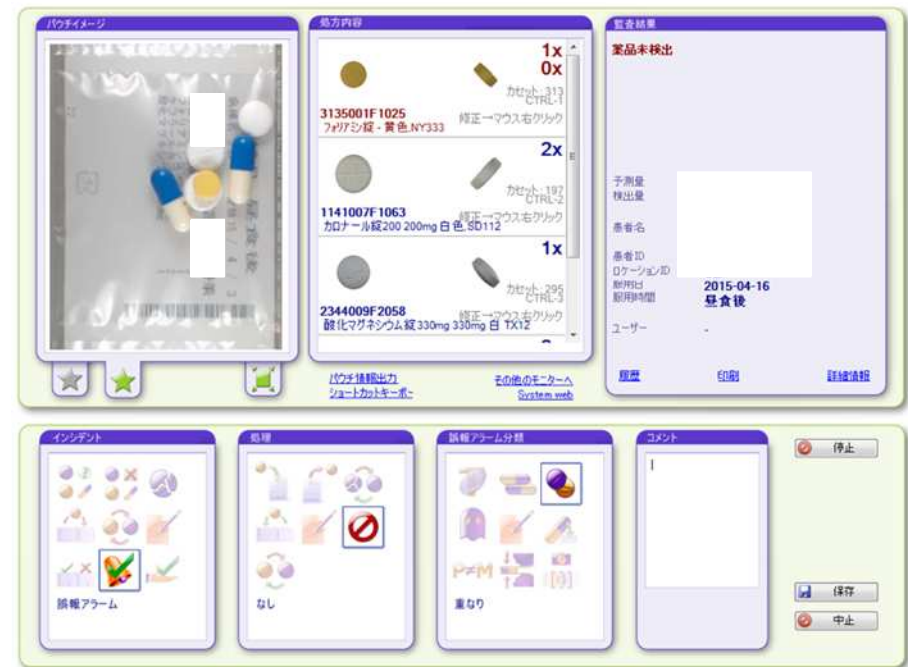 パウチイメージ
処方内容
1x
0x
カセット: 313
CTRL-1
3135001F1025
修正→マウス右クリック
フォリアミン錠 - 黄色,NY333
2x
カセット: 197
CTRL-2
1141007F1063
修正→マウス右クリック
カロナール錠200 200mg 白色,SD112
1x
カセット: 295
CTRL-3
2344009F2058
修正→マウス右クリック
酸化マグネシウム錠330mg 330mg 白 TX12
パウチ情報出力
その他のモニターへ
ショートカットキーボー
System web
監査結果
薬品未検出
予測量
検出量
患者名
患者ID
ロケーションID
服用日 2015-04-16
服用時間 昼食後
ユーザー -
履歴 印刷 詳細情報
インシデント
誤報アラーム
処理
なし
誤報アラーム分類
P≠M
重なり
コメント
停止
保存
中止